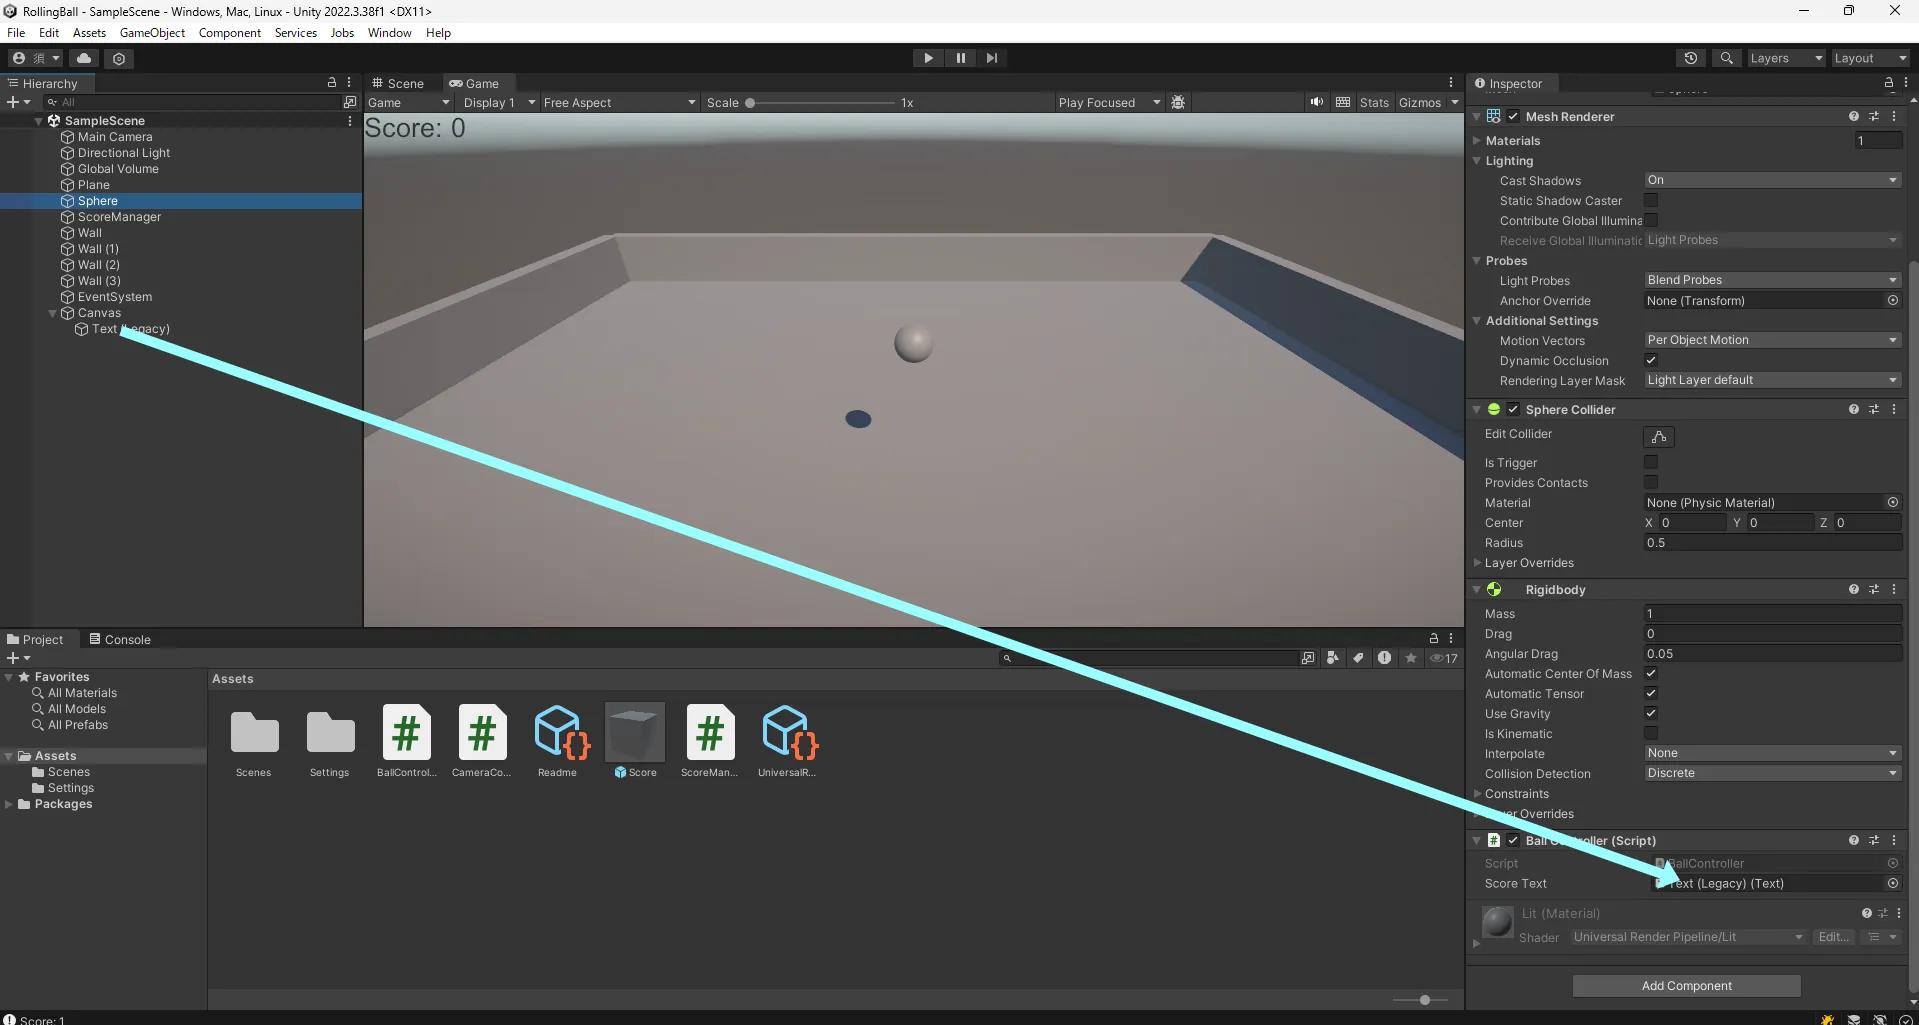 RollingBall - SampleScene - Windows, Mac, Linux - Unity 2022.3.38f1 <DX11>
File Edit Assets GameObject Component Services Jobs Window Help
須 Layers Layout
Hierarchy
All
SampleScene
Main Camera
Directional Light
Global Volume
Plane
Sphere
ScoreManager
Wall
Wall (1)
Wall (2)
Wall (3)
EventSystem
Canvas
Text (Legacy)
Scene Game
Game Display 1 Free Aspect Scale 1x Play Focused Stats Gizmos
Score: 0
Project Console
17
Favorites
All Materials
All Models
All Prefabs
Assets
Scenes
Settings
Packages
Assets
Scenes Settings BallControl... CameraCo... Readme Score ScoreMan... UniversalR...
Score: 1
Inspector
Mesh Renderer
Materials 1
Lighting
Cast Shadows On
Static Shadow Caster
Contribute Global Illumina
Receive Global Illuminatic Light Probes
Probes
Light Probes Blend Probes
Anchor Override None (Transform)
Additional Settings
Motion Vectors Per Object Motion
Dynamic Occlusion
Rendering Layer Mask Light Layer default
Sphere Collider
Edit Collider
Is Trigger
Provides Contacts
Material None (Physic Material)
Center X 0 Y 0 Z 0
Radius 0.5
Layer Overrides
Rigidbody
Mass 1
Drag 0
Angular Drag 0.05
Automatic Center Of Mass
Automatic Tensor
Use Gravity
Is Kinematic
Interpolate None
Collision Detection Discrete
Constraints
Overrides
Ball Controller (Script)
Script BallController
Score Text Text (Legacy) (Text)
Lit (Material)
Shader Universal Render Pipeline/Lit Edit...
Add Component